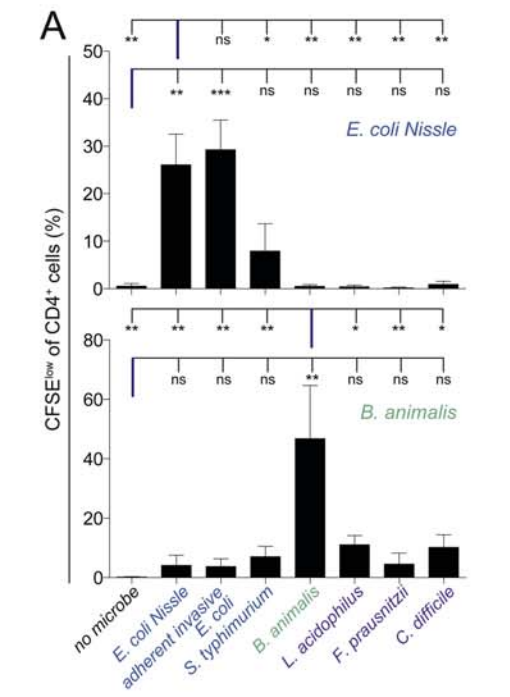 A
** ns * ** ** ** **
50
** *** ns ns ns ns ns
40
E. coli Nissle
30
20
10
0
CFSElow of CD4+ cells (%)
** ** ** ** * ** *
80
ns ns ns ** ns ns ns
60
B. animalis
40
20
0
no microbe
E. coli Nissle
adherent invasive
E. coli
S. typhimurium
B. animalis
L. acidophilus
F. prausnitzii
C. difficile